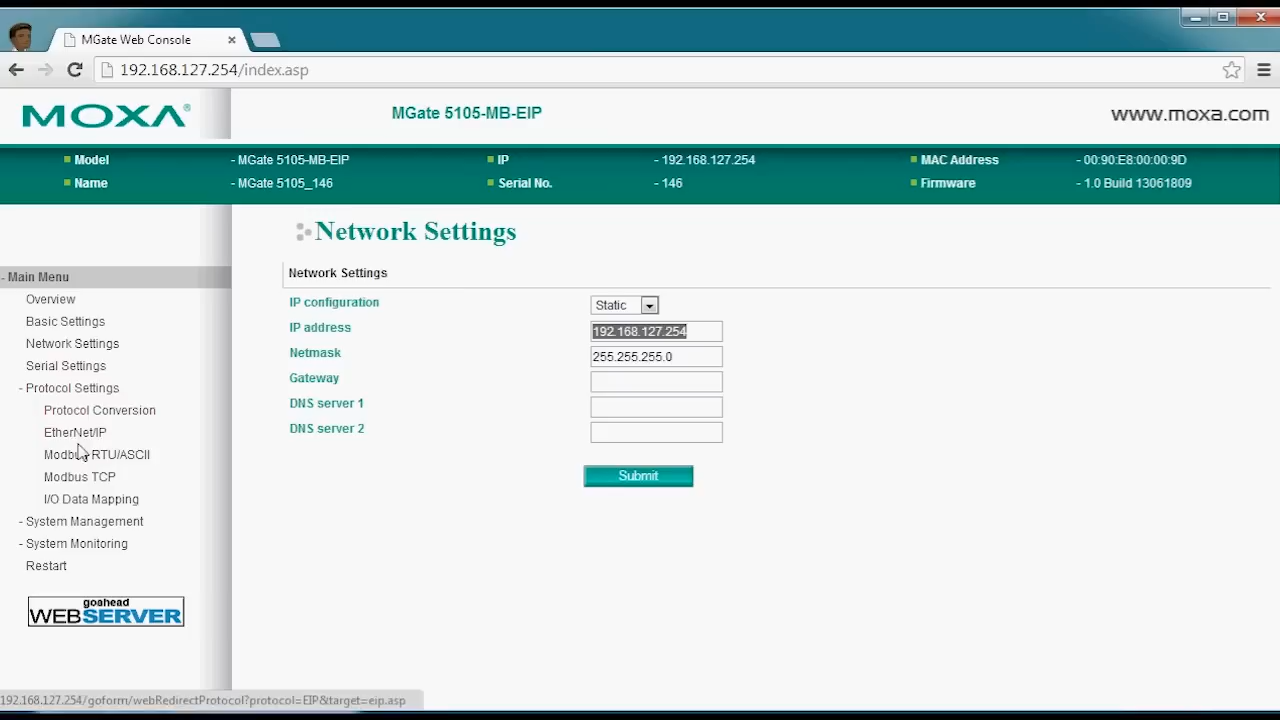 MGate Web Console
192.168.127.254/index.asp
MOXA®
MGate 5105-MB-EIP
www.moxa.com
Model - MGate 5105-MB-EIP IP - 192.168.127.254 MAC Address - 00:90:E8:00:00:9D
Name - MGate 5105_146 Serial No. - 146 Firmware - 1.0 Build 13061809
- Main Menu
Overview
Basic Settings
Network Settings
Serial Settings
- Protocol Settings
Protocol Conversion
EtherNet/IP
Modbus RTU/ASCII
Modbus TCP
I/O Data Mapping
- System Management
- System Monitoring
Restart
goahead
WEBSERVER
Network Settings
Network Settings
IP configuration Static
IP address 192.168.127.254
Netmask 255.255.255.0
Gateway
DNS server 1
DNS server 2
Submit
192.168.127.254/goform/webRedirectProtocol?protocol=EIP&target=eip.asp